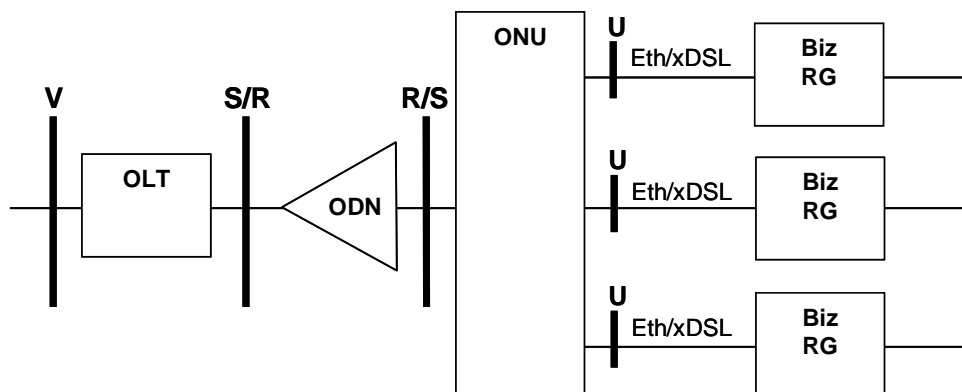 ONU
U
Eth/xDSL
Biz
RG
V
S/R
R/S
OLT
ODN
U
Eth/xDSL
Biz
RG
U
Eth/xDSL
Biz
RG